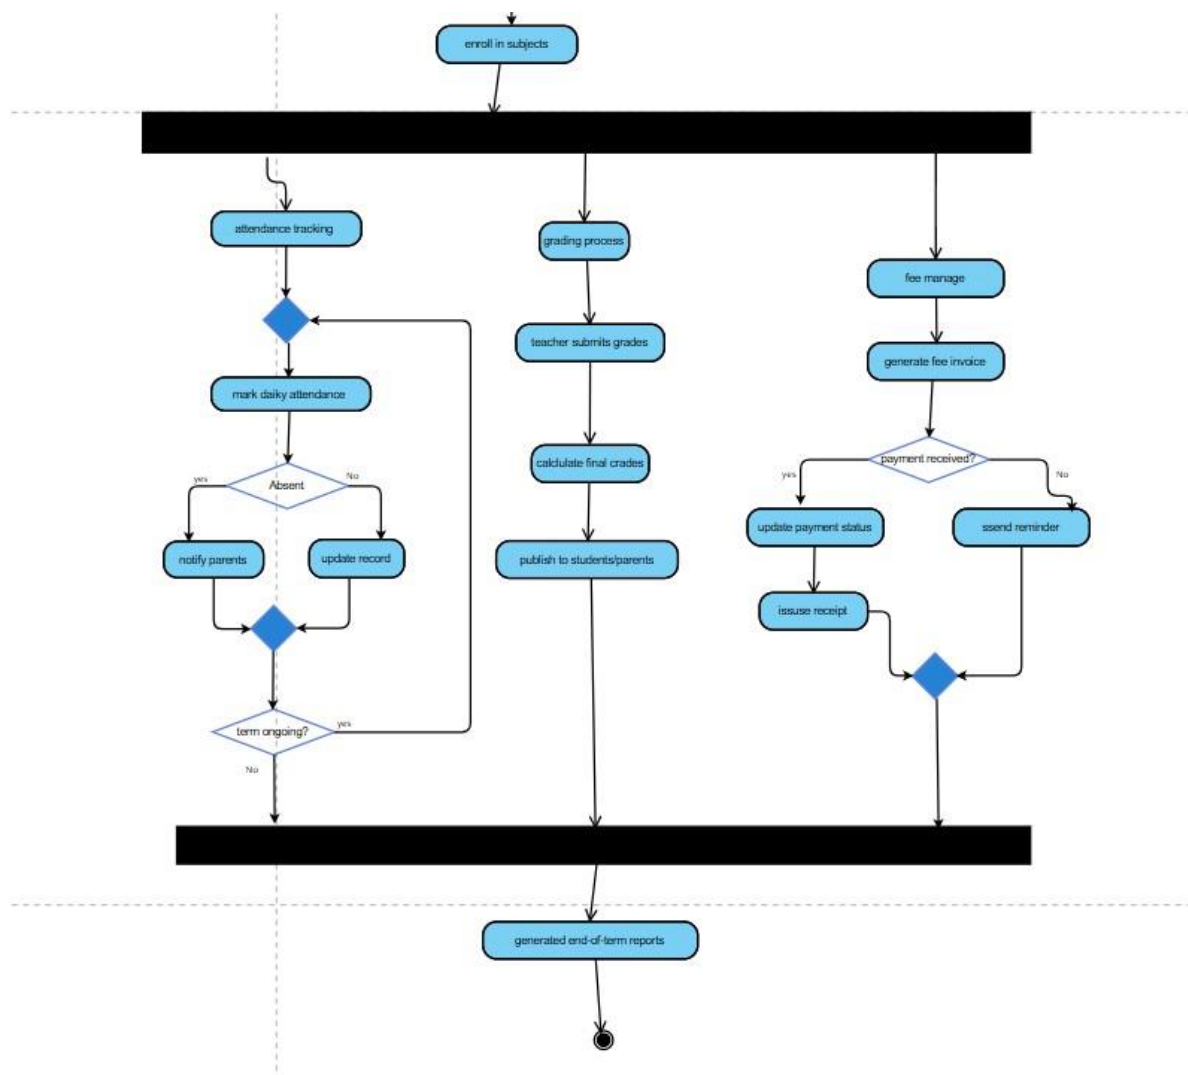 enroll in subjects
attendance tracking
grading process
fee manage
teacher submits grades
generate fee invoice
mark daiky attendance
payment received?
calclulate final crades
yes
No
Absent
yes
No
update payment status
ssend reminder
notify parents
update record
publish to students/parents
issuse receipt
term ongoing?
yes
No
generated end-of-term reports